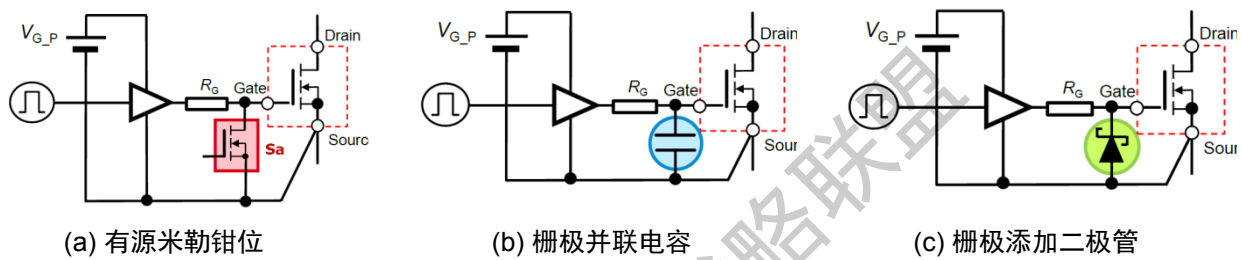 V_G_P
Drain
R_G
Gate
Sa
Sourc
(a) 有源米勒钳位
V_G_P
Drain
R_G
Gate
Sourc
(b) 栅极并联电容
V_G_P
Drain
R_G
Gate
Sourc
(c) 栅极添加二极管
略联盟